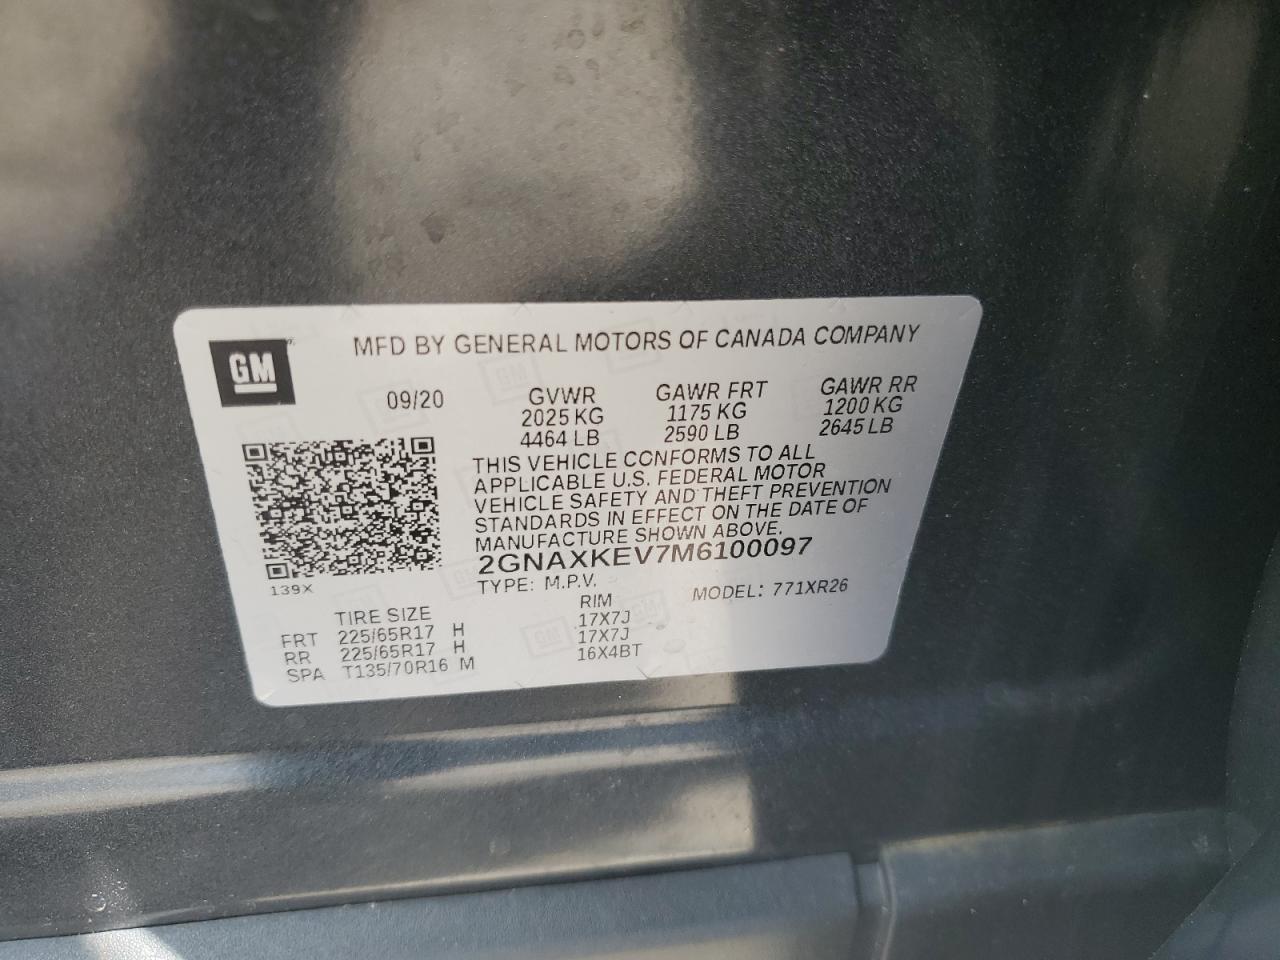 GM
MFD BY GENERAL MOTORS OF CANADA COMPANY
09/20
GVWR GAWR FRT GAWR RR
2025 KG 1175 KG 1200 KG
4464 LB 2590 LB 2645 LB
THIS VEHICLE CONFORMS TO ALL
APPLICABLE U.S. FEDERAL MOTOR
VEHICLE SAFETY AND THEFT PREVENTION
STANDARDS IN EFFECT ON THE DATE OF
MANUFACTURE SHOWN ABOVE.
2GNAXKEV7M6100097
TYPE: M.P.V. MODEL: 771XR26
139X
TIRE SIZE RIM
FRT 225/65R17 H 17X7J
RR 225/65R17 H 17X7J
SPA T135/70R16 M 16X4BT